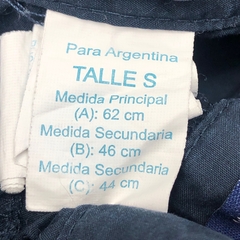 Para Argentina
TALLE S
Medida Principal
(A): 62 cm
Medida Secundaria
(B): 46 cm
Medida Secundaria
(C): 44 cm